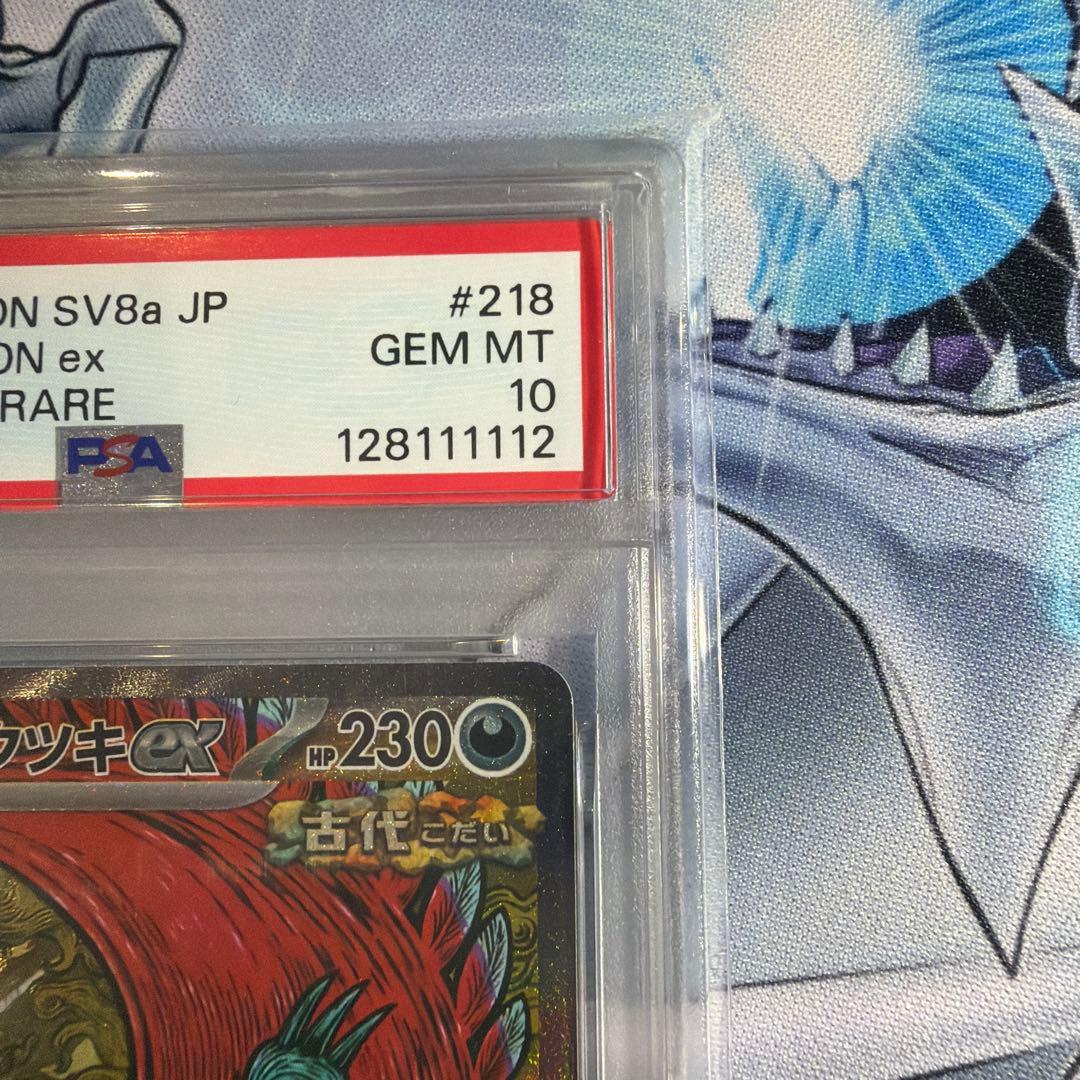 ON SV8a JP #218
ON ex GEM MT
RARE 10
PSA 128111112
ツキex HP230
古代 こだい